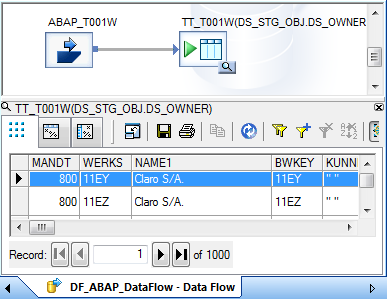 ABAP_T001W
TT_T001W(DS_STG_OBJ.DS_OWNER
TT_T001W(DS_STG_OBJ.DS_OWNER)
MANDT WERKS NAME1 BWKEY KUNN
800 11EY Claro S/A. 11EY " "
800 11EZ Claro S/A. 11EZ " "
Record: 1 of 1000
DF_ABAP_DataFlow - Data Flow